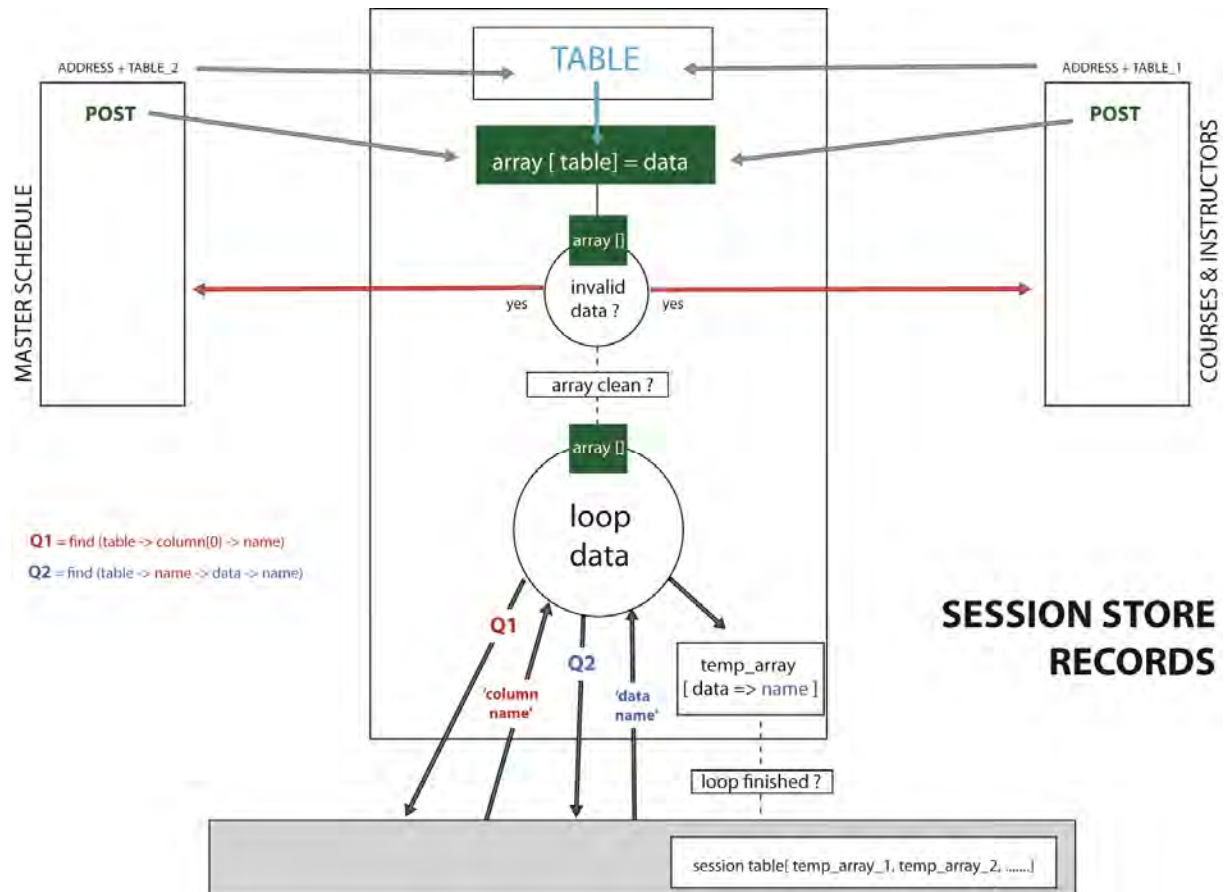 TABLE
ADDRESS + TABLE_2
ADDRESS + TABLE_1
POST
POST
array [ table] = data
MASTER SCHEDULE
COURSES & INSTRUCTORS
array []
invalid
data ?
yes
yes
array clean ?
array []
loop
data
Q1 = find (table -> column(0) -> name)
Q2 = find (table -> name -> data -> name)
SESSION STORE
RECORDS
Q1
Q2
'column
name'
'data
name'
temp_array
[ data => name ]
loop finished ?
session table[ temp_array_1, temp_array_2, .......]